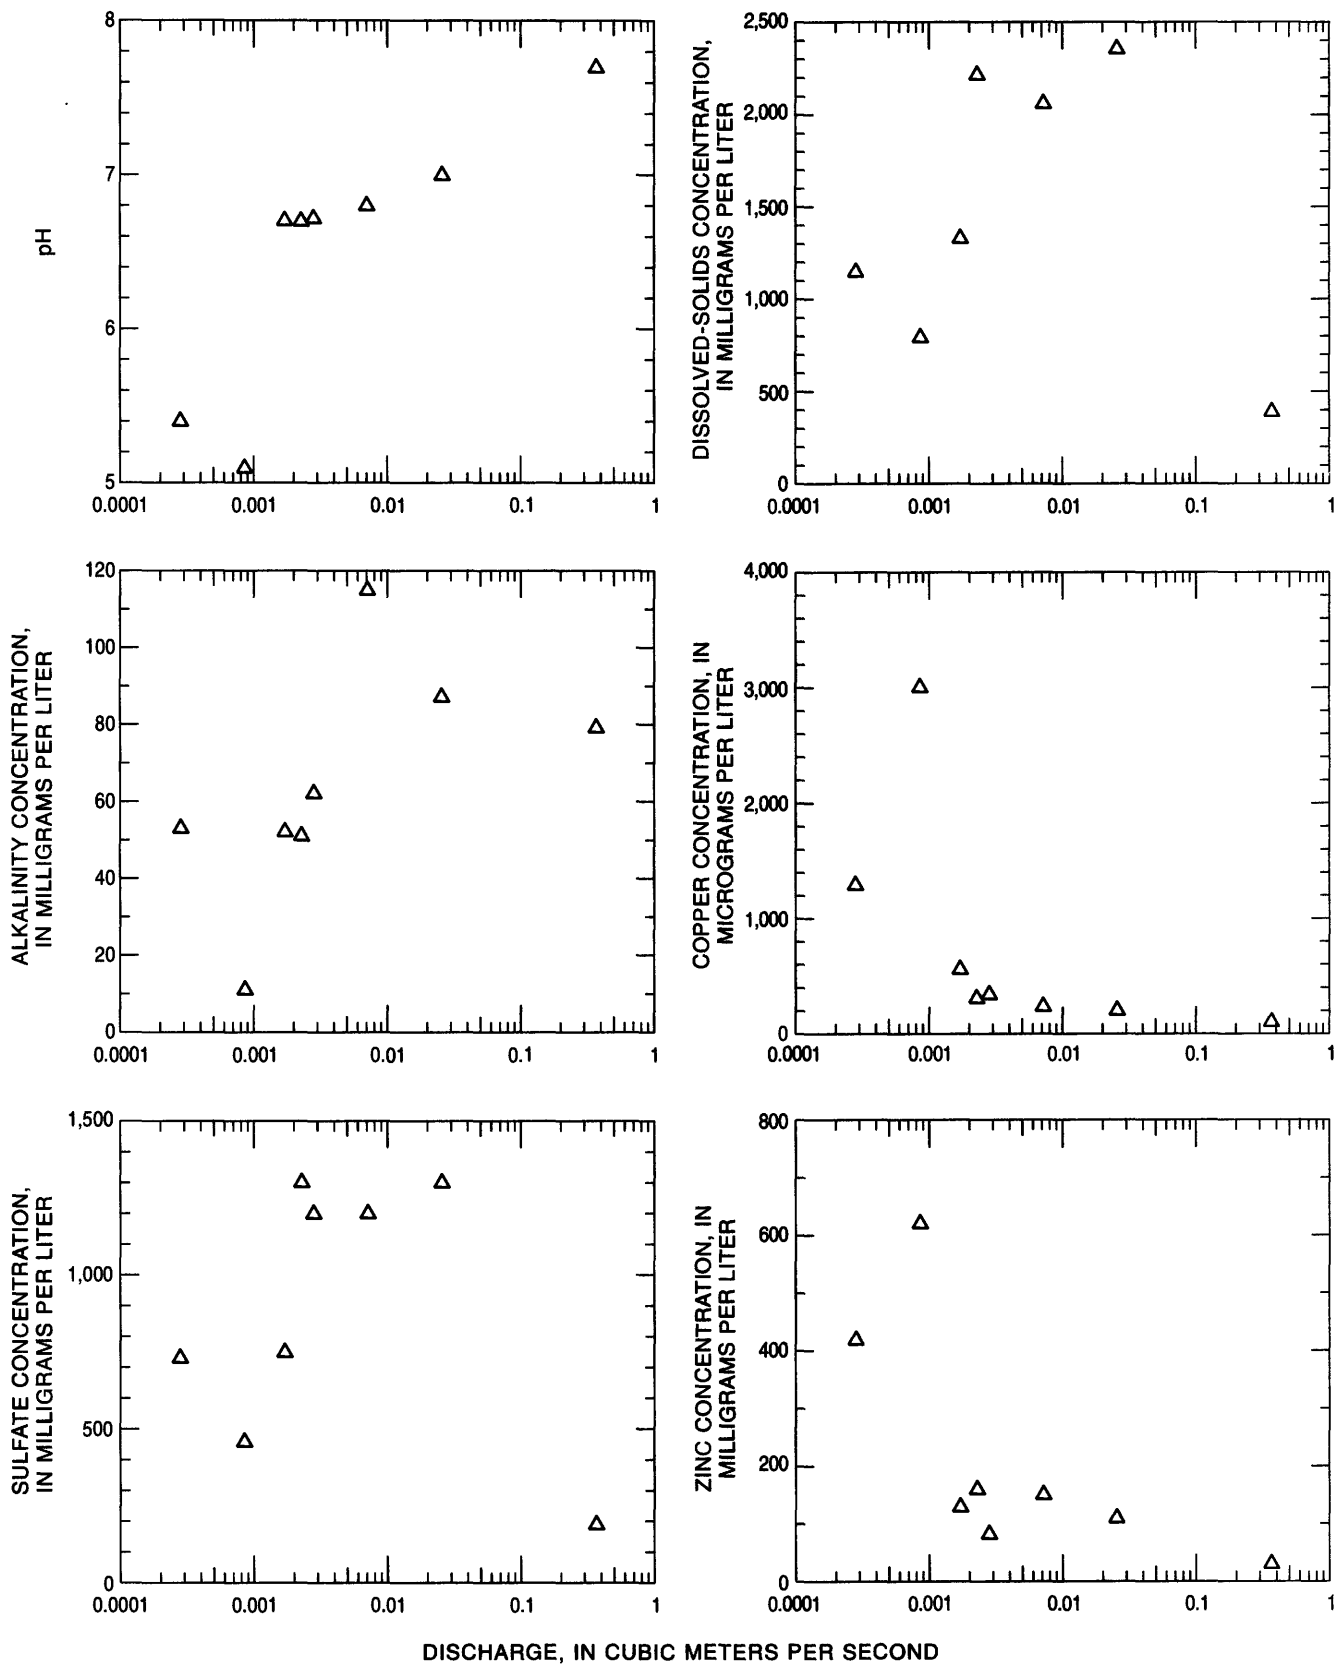 8
7
6
5
pH
0.0001 0.001 0.01 0.1 1
2,500
2,000
1,500
1,000
500
0
DISSOLVED-SOLIDS CONCENTRATION,
IN MILLIGRAMS PER LITER
0.0001 0.001 0.01 0.1 1
120
100
80
60
40
20
0
ALKALINITY CONCENTRATION,
IN MILLIGRAMS PER LITER
0.0001 0.001 0.01 0.1 1
4,000
3,000
2,000
1,000
0
COPPER CONCENTRATION, IN
MICROGRAMS PER LITER
0.0001 0.001 0.01 0.1 1
1,500
1,000
500
0
SULFATE CONCENTRATION,
IN MILLIGRAMS PER LITER
0.0001 0.001 0.01 0.1 1
800
600
400
200
0
ZINC CONCENTRATION, IN
MILLIGRAMS PER LITER
0.0001 0.001 0.01 0.1 1
DISCHARGE, IN CUBIC METERS PER SECOND